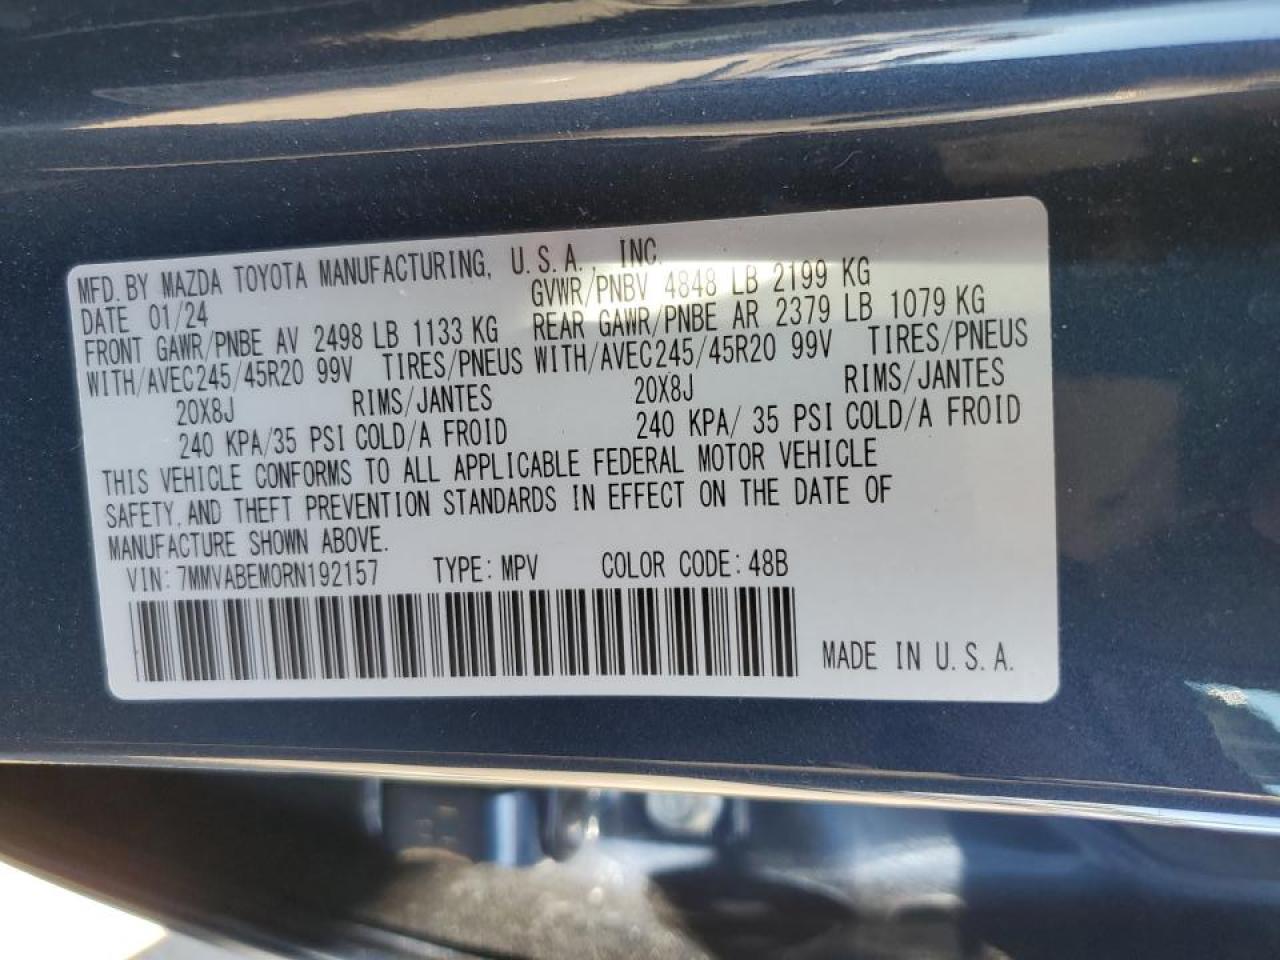 MFD. BY MAZDA TOYOTA MANUFACTURING, U.S.A., INC.
DATE 01/24 GVWR/PNBV 4848 LB 2199 KG
FRONT GAWR/PNBE AV 2498 LB 1133 KG REAR GAWR/PNBE AR 2379 LB 1079 KG
WITH/AVEC245/45R20 99V TIRES/PNEUS WITH/AVEC245/45R20 99V TIRES/PNEUS
20X8J RIMS/JANTES 20X8J RIMS/JANTES
240 KPA/35 PSI COLD/A FROID 240 KPA/ 35 PSI COLD/A FROID
THIS VEHICLE CONFORMS TO ALL APPLICABLE FEDERAL MOTOR VEHICLE
SAFETY, AND THEFT PREVENTION STANDARDS IN EFFECT ON THE DATE OF
MANUFACTURE SHOWN ABOVE.
VIN: 7MMVABEM0RN192157 TYPE: MPV COLOR CODE: 48B
MADE IN U.S.A.